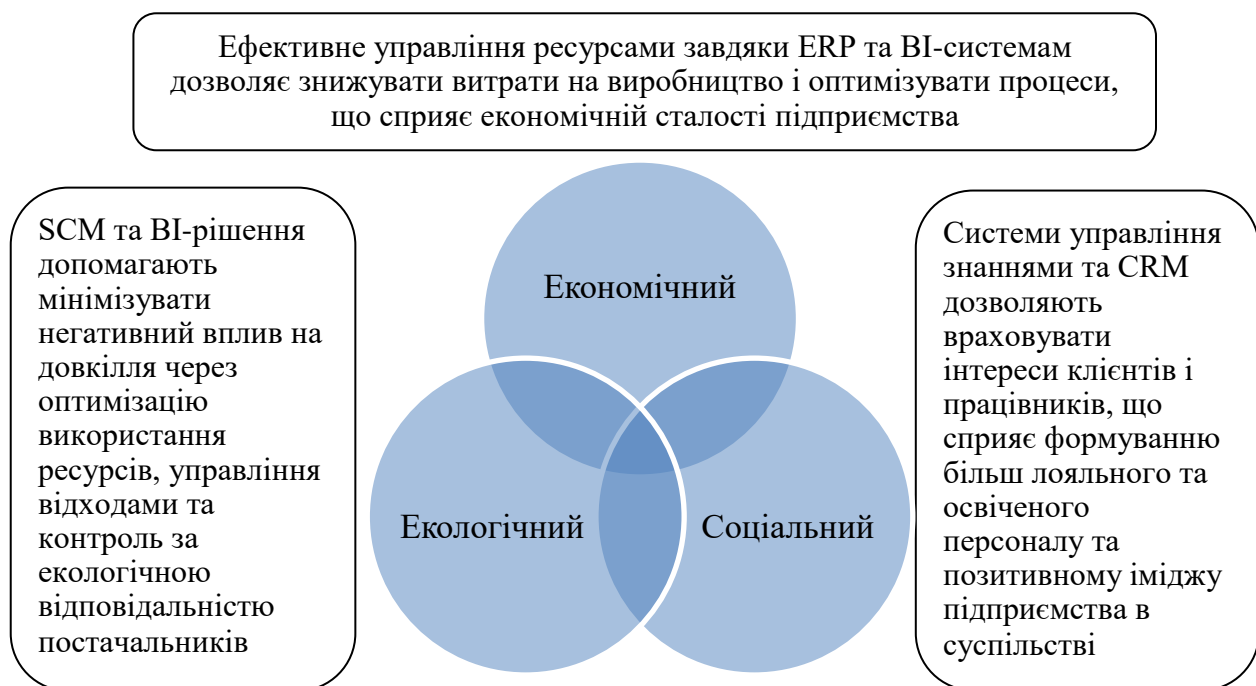 Ефективне управління ресурсами завдяки ERP та BI-системам
дозволяє знижувати витрати на виробництво і оптимізувати процеси,
що сприяє економічній сталості підприємства
SCM та BI-рішення
допомагають
мінімізувати
негативний вплив на
довкілля через
оптимізацію
використання
ресурсів, управління
відходами та
контроль за
екологічною
відповідальністю
постачальників
Економічний
Екологічний
Соціальний
Системи управління
знаннями та CRM
дозволяють
враховувати
інтереси клієнтів і
працівників, що
сприяє формуванню
більш лояльного та
освіченого
персоналу та
позитивному іміджу
підприємства в
суспільстві